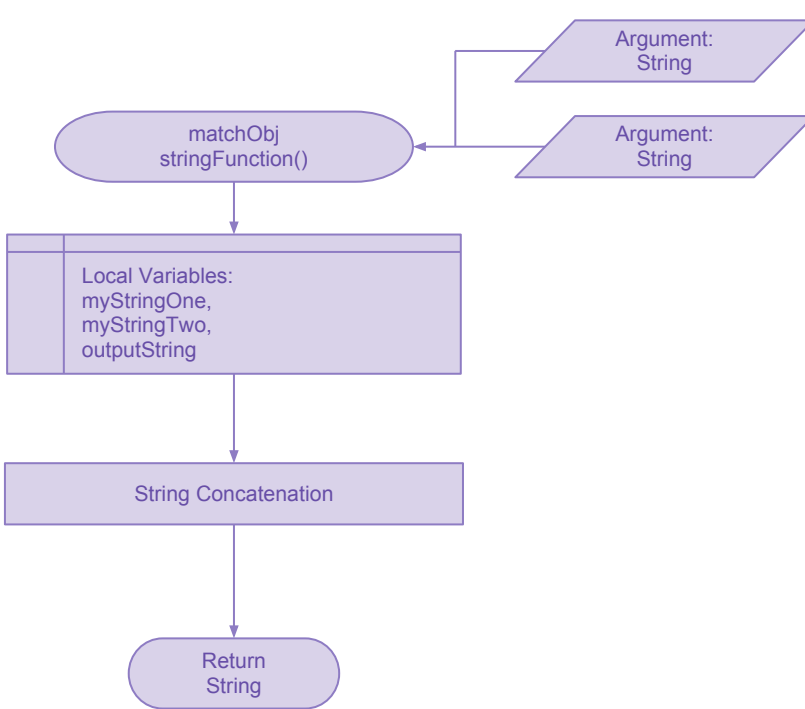 Argument:
String
matchObj
stringFunction()
Argument:
String
Local Variables:
myStringOne,
myStringTwo,
outputString
String Concatenation
Return
String